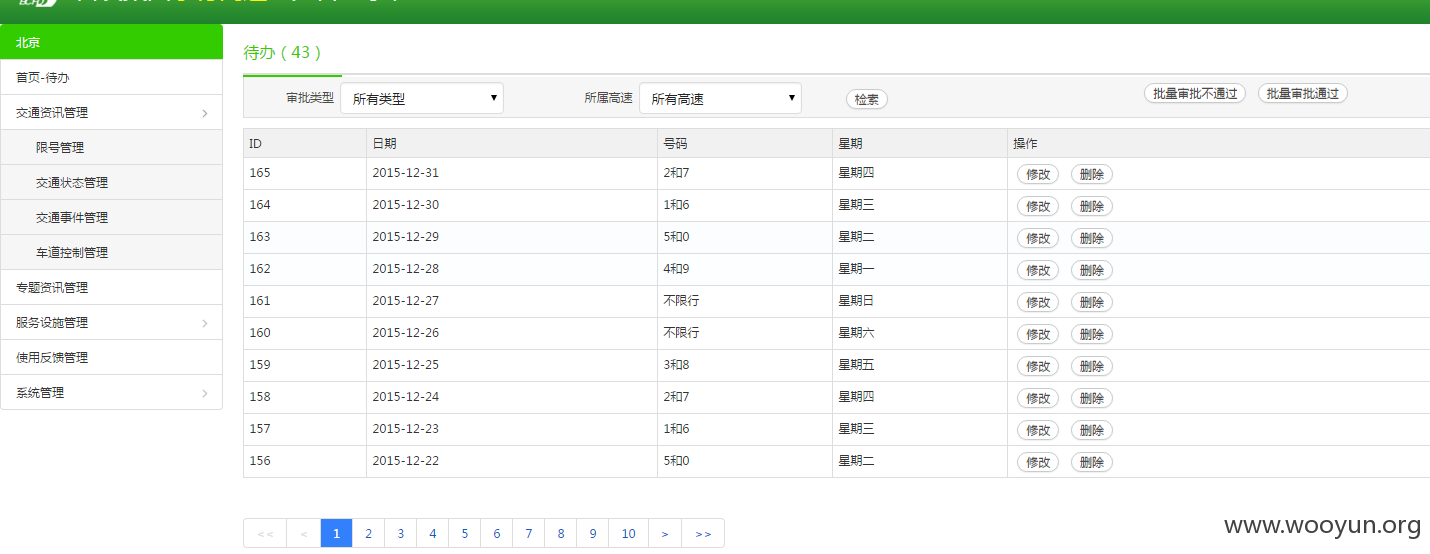 北京
首页-待办
交通资讯管理
限号管理
交通状态管理
交通事件管理
车道控制管理
专题资讯管理
服务设施管理
使用反馈管理
系统管理
待办 ( 43 )
审批类型 所有类型 所属高速 所有高速 检索 批量审批不通过 批量审批通过
ID 日期 号码 星期 操作
165 2015-12-31 2和7 星期四 修改 删除
164 2015-12-30 1和6 星期三 修改 删除
163 2015-12-29 5和0 星期二 修改 删除
162 2015-12-28 4和9 星期一 修改 删除
161 2015-12-27 不限行 星期日 修改 删除
160 2015-12-26 不限行 星期六 修改 删除
159 2015-12-25 3和8 星期五 修改 删除
158 2015-12-24 2和7 星期四 修改 删除
157 2015-12-23 1和6 星期三 修改 删除
156 2015-12-22 5和0 星期二 修改 删除
<< < 1 2 3 4 5 6 7 8 9 10 > >>
www.wooyun.org